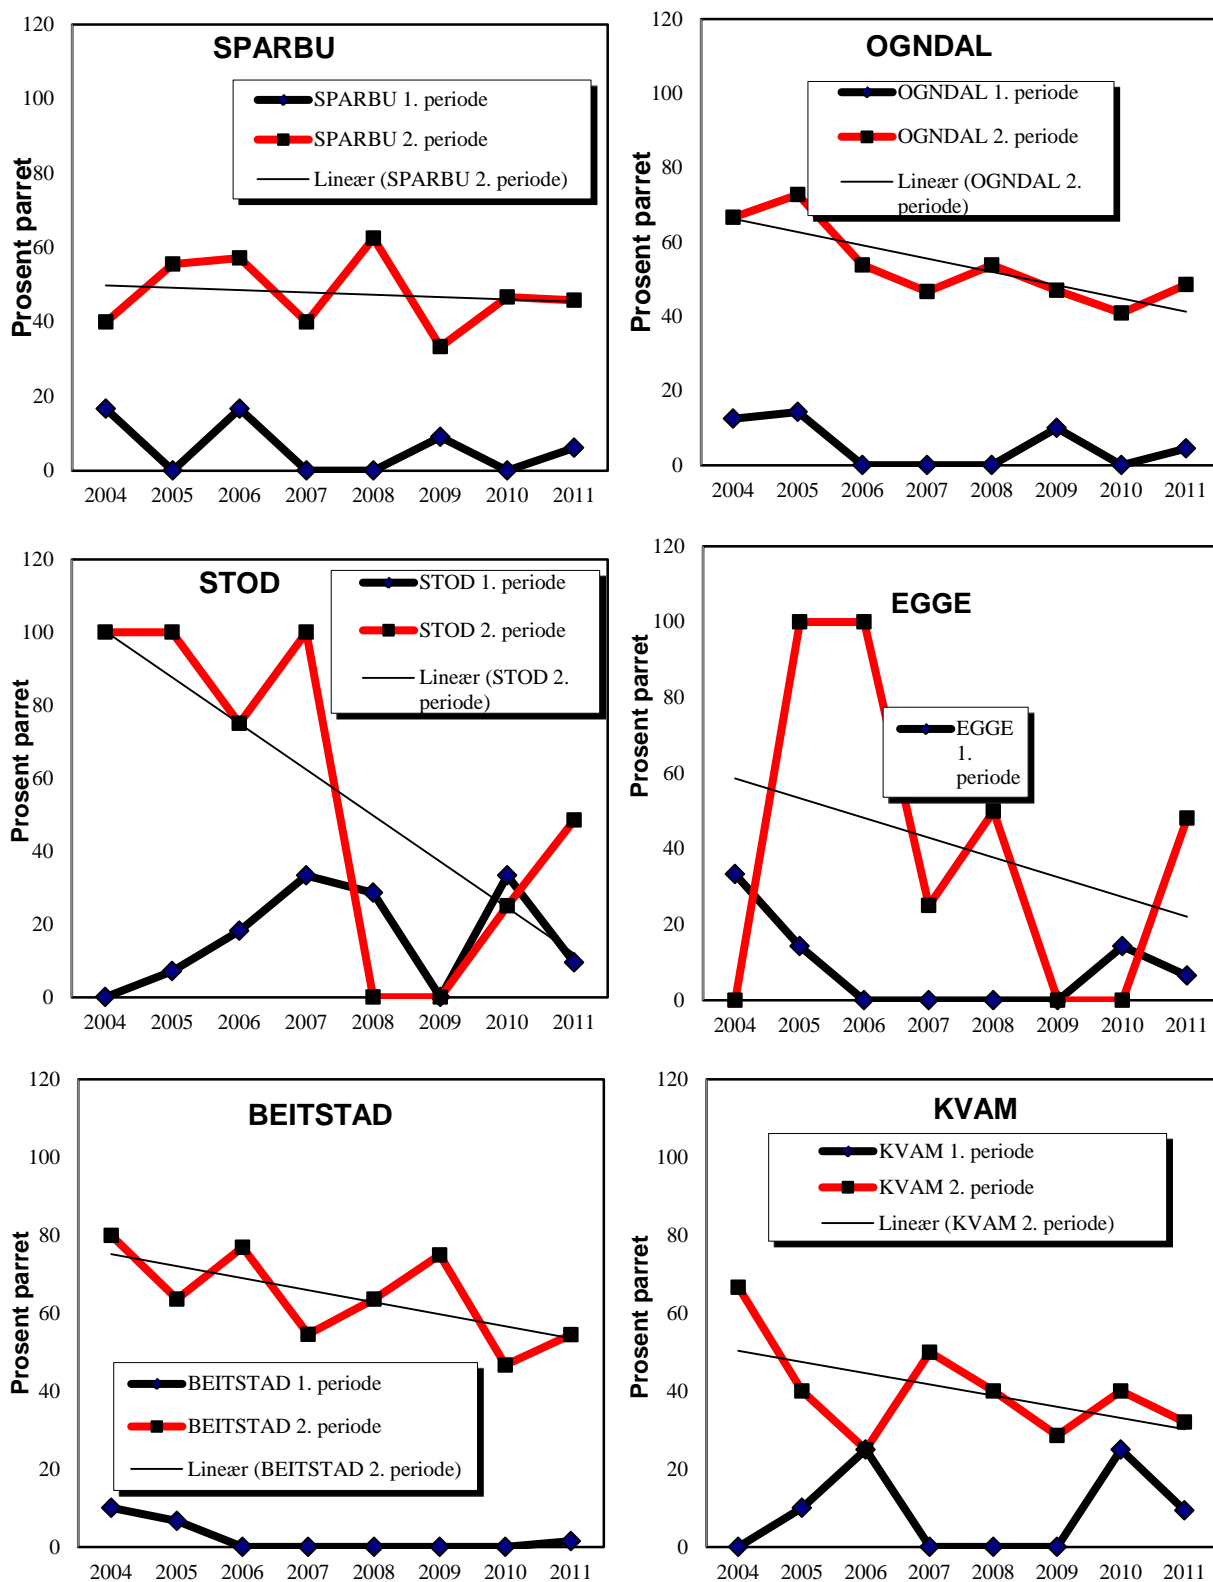 SPARBU
Prosent parret
120
100
80
60
40
20
0
SPARBU 1. periode
SPARBU 2. periode
Lineær (SPARBU 2. periode)
2004 2005 2006 2007 2008 2009 2010 2011
OGNDAL
Prosent parret
120
100
80
60
40
20
0
OGNDAL 1. periode
OGNDAL 2. periode
Lineær (OGNDAL 2.
periode)
2004 2005 2006 2007 2008 2009 2010 2011
STOD
Prosent parret
120
100
80
60
40
20
0
STOD 1. periode
STOD 2. periode
Lineær (STOD 2.
periode)
2004 2005 2006 2007 2008 2009 2010 2011
EGGE
Prosent parret
120
100
80
60
40
20
0
EGGE
1.
periode
2004 2005 2006 2007 2008 2009 2010 2011
BEITSTAD
Prosent parret
120
100
80
60
40
20
0
BEITSTAD 1. periode
BEITSTAD 2. periode
Lineær (BEITSTAD 2. periode)
2004 2005 2006 2007 2008 2009 2010 2011
KVAM
Prosent parret
120
100
80
60
40
20
0
KVAM 1. periode
KVAM 2. periode
Lineær (KVAM 2. periode)
2004 2005 2006 2007 2008 2009 2010 2011